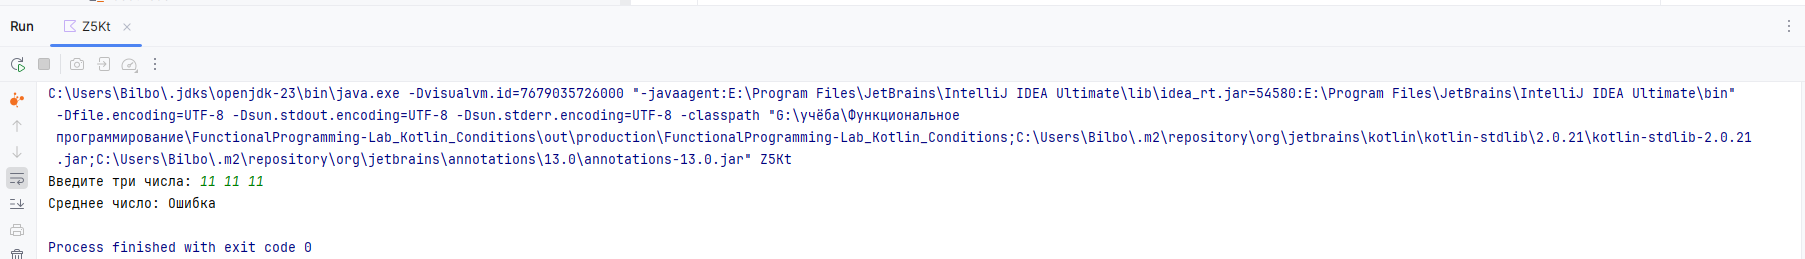 Run Z5Kt
C:\Users\Bilbo\.jdks\openjdk-23\bin\java.exe -Dvisualvm.id=7679035726000 "-javaagent:E:\Program Files\JetBrains\IntelliJ IDEA Ultimate\lib\idea_rt.jar=54580:E:\Program Files\JetBrains\IntelliJ IDEA Ultimate\bin"
-Dfile.encoding=UTF-8 -Dsun.stdout.encoding=UTF-8 -Dsun.stderr.encoding=UTF-8 -classpath "G:\учёба\Функциональное
программирование\FunctionalProgramming-Lab_Kotlin_Conditions\out\production\FunctionalProgramming-Lab_Kotlin_Conditions;C:\Users\Bilbo\.m2\repository\org\jetbrains\kotlin\kotlin-stdlib\2.0.21\kotlin-stdlib-2.0.21
.jar;C:\Users\Bilbo\.m2\repository\org\jetbrains\annotations\13.0\annotations-13.0.jar" Z5Kt
Введите три числа: 11 11 11
Среднее число: Ошибка
Process finished with exit code 0